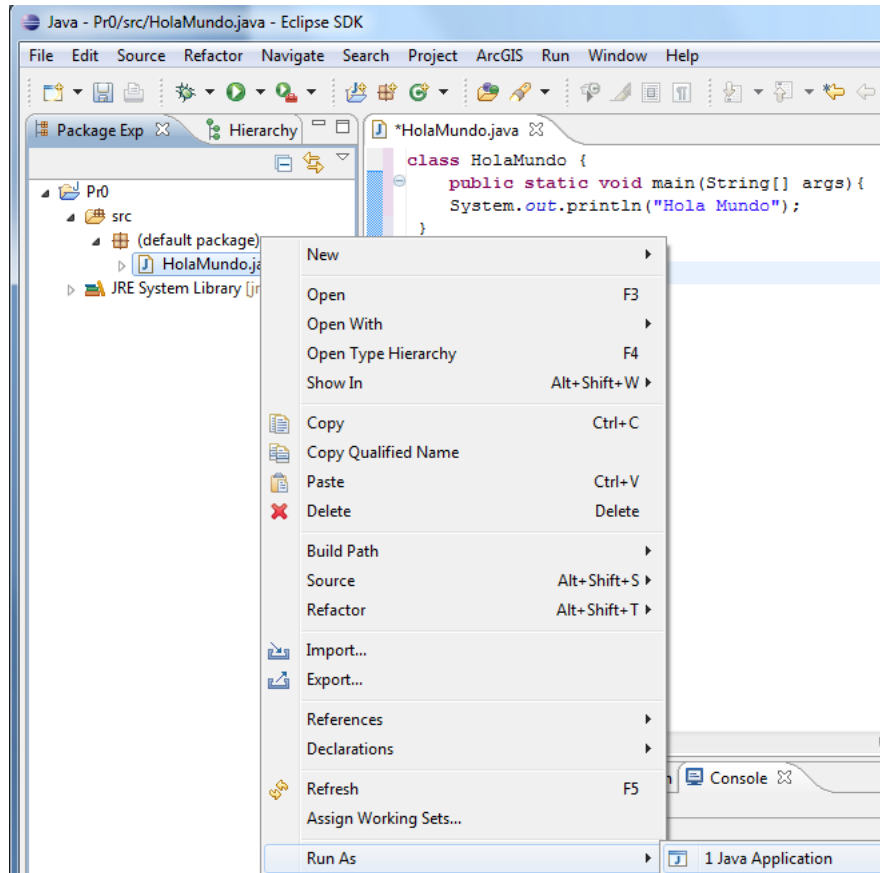 Java - Pr0/src/HolaMundo.java - Eclipse SDK
File Edit Source Refactor Navigate Search Project ArcGIS Run Window Help
Package Exp Hierarchy
*HolaMundo.java
class HolaMundo {
public static void main(String[] args){
System.out.println("Hola Mundo");
}
Pr0
src
(default package)
HolaMundo.ja
JRE System Library [jr
New
Open F3
Open With
Open Type Hierarchy F4
Show In Alt+Shift+W
Copy Ctrl+C
Copy Qualified Name
Paste Ctrl+V
Delete Delete
Build Path
Source Alt+Shift+S
Refactor Alt+Shift+T
Import...
Export...
References
Declarations
Refresh F5
Assign Working Sets...
Run As
1 Java Application
Console